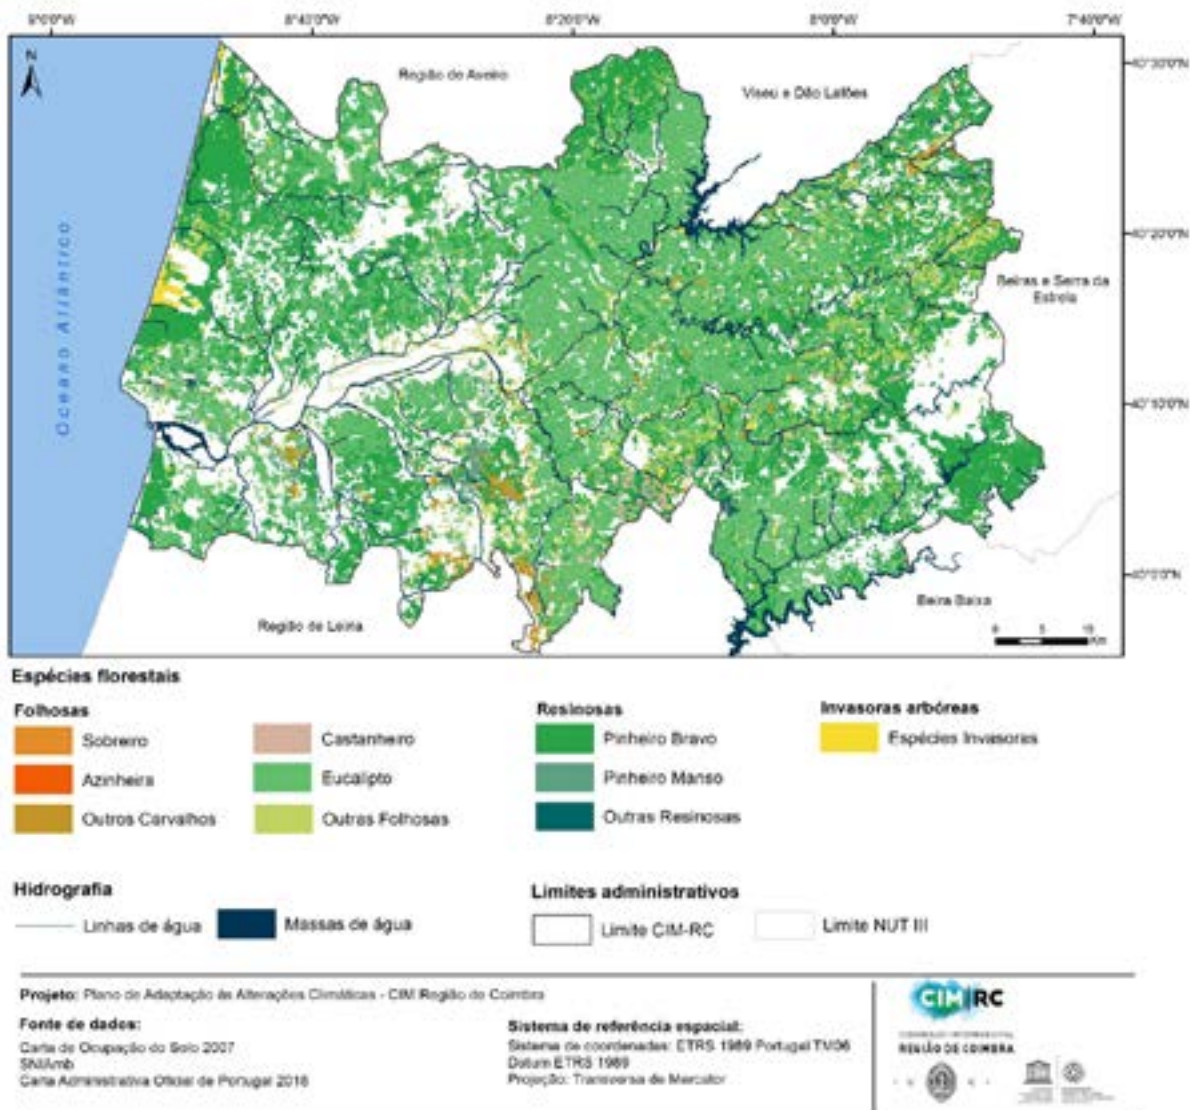 9°0'0"W 8°40'0"W 8°20'0"W 8°0'0"W 7°40'0"W
N
Região de Aveiro
Viseu e Dão Lafões
40°30'0"N
40°20'0"N
Oceano Atlântico
Beiras e Serra da
Estrela
40°10'0"N
40°0'0"N
Região de Leiria
Beira Baixa
0 5 10
Km
Espécies florestais
Folhosas
Sobreiro
Azinheira
Outros Carvalhos
Castanheiro
Eucalipto
Outras Folhosas
Resinosas
Pinheiro Bravo
Pinheiro Manso
Outras Resinosas
Invasoras arbóreas
Espécies Invasoras
Hidrografia
Linhas de água
Massas de água
Limites administrativos
Limite CIM-RC
Limite NUT III
Projeto: Plano de Adaptação às Alterações Climáticas - CIM Região de Coimbra
Fonte de dados:
Carta de Ocupação do Solo 2007
SNIAmb
Carta Administrativa Oficial de Portugal 2016
Sistema de referência espacial:
Sistema de coordenadas: ETRS 1989 Portugal TM06
Datum ETRS 1989
Projeção: Transversa de Mercator
CIM RC
REGIÃO DE COIMBRA